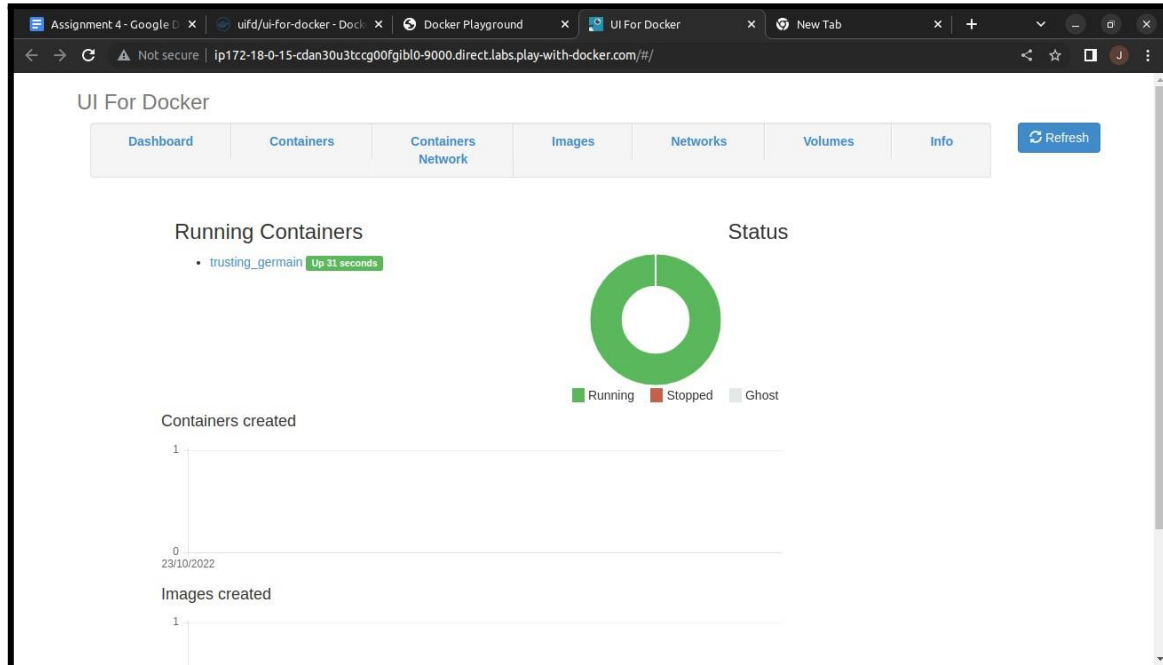 Assignment 4 - Google D
uifd/ui-for-docker - Dock
Docker Playground
UI For Docker
New Tab
Not secure
ip172-18-0-15-cdan30u3tccg00fgibl0-9000.direct.labs.play-with-docker.com/#/
J
UI For Docker
Dashboard
Containers
Containers
Network
Images
Networks
Volumes
Info
Refresh
Running Containers
trusting_germain Up 31 seconds
Status
Running
Stopped
Ghost
Containers created
1
0
23/10/2022
Images created
1